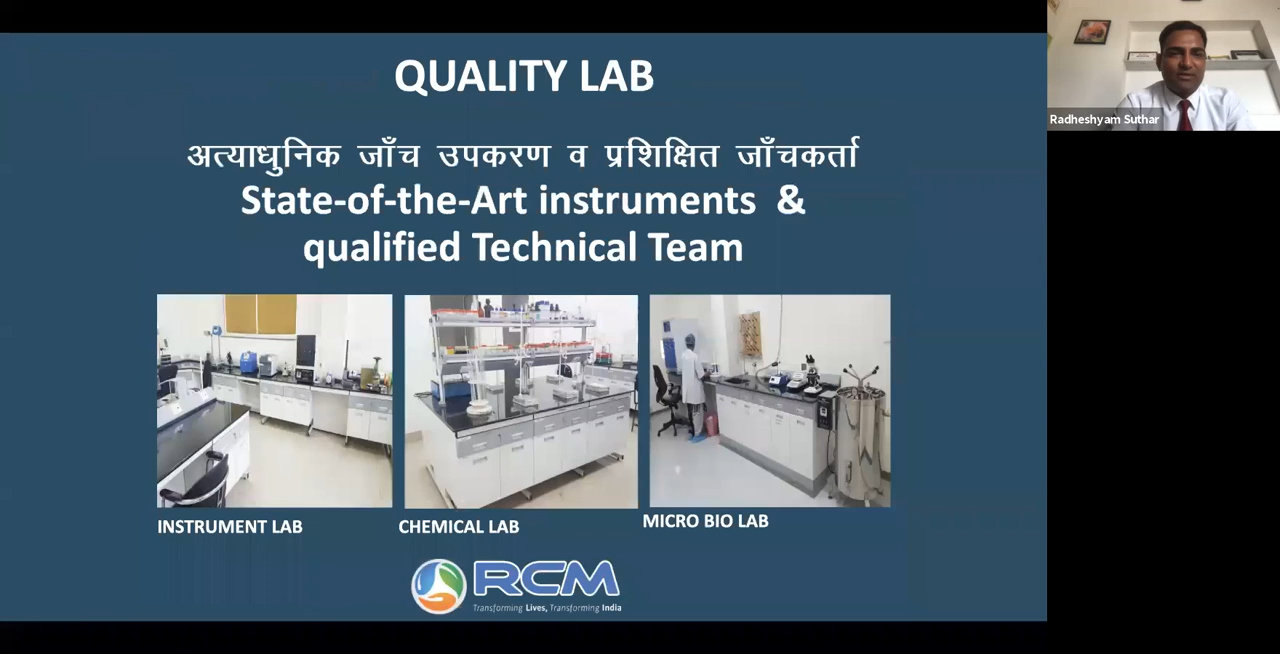 QUALITY LAB
अत्याधुनिक जाँच उपकरण व प्रशिक्षित जाँचकर्ता
State-of-the-Art instruments &
qualified Technical Team
INSTRUMENT LAB
CHEMICAL LAB
MICRO BIO LAB
RCM
Transforming Lives, Transforming India
Radheshyam Suthar